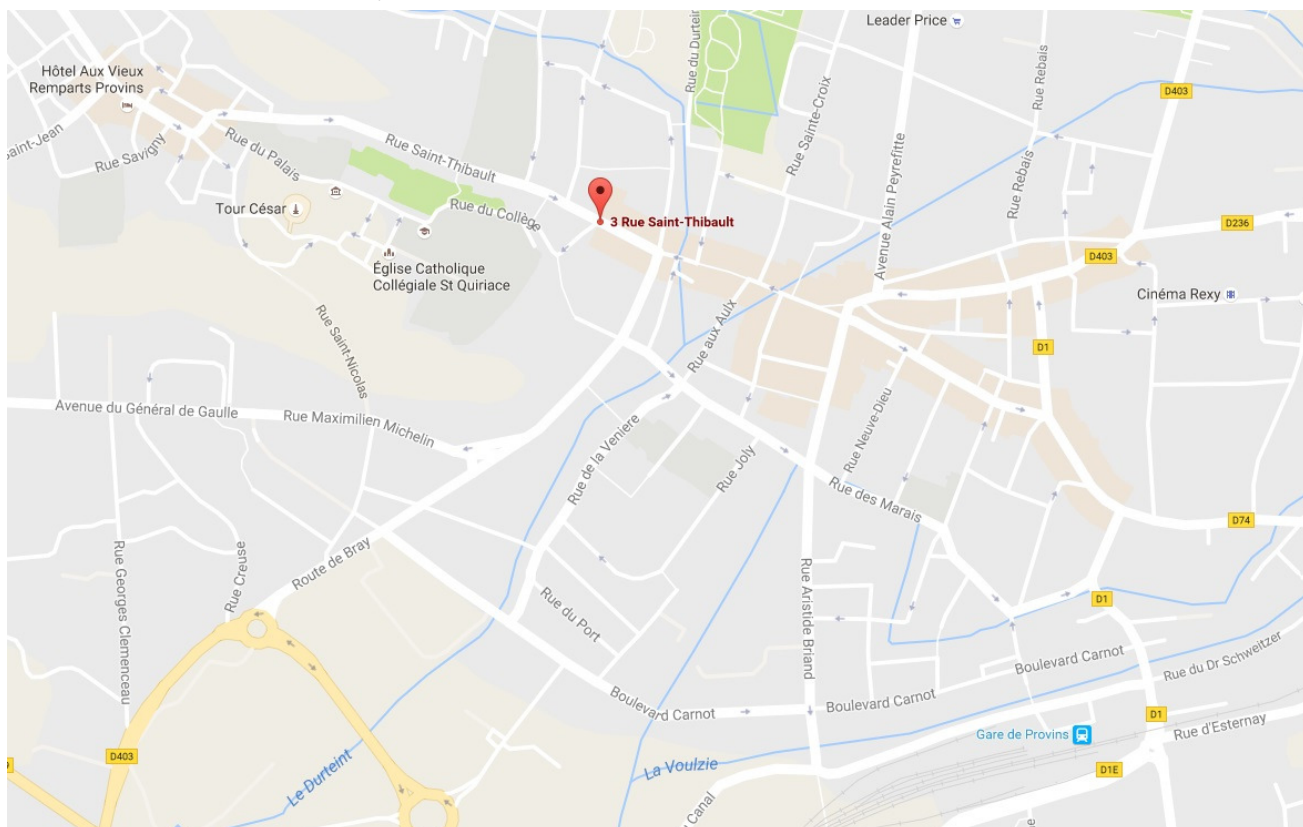 Leader Price
Rue du Durtein
Hôtel Aux Vieux
Remparts Provins
Rue Rebais
D403
Rue Sainte-Croix
Saint-Jean
Rue Savigny
Rue du Palais
Rue Saint-Thibault
Avenue Alain Peyrefitte
Rue Rebais
Tour César
Rue du Collège
3 Rue Saint-Thibault
D236
D403
Église Catholique
Collégiale St Quiriace
Cinéma Rexy
Rue Saint-Nicolas
Rue aux Aulx
D1
Avenue du Général de Gaulle
Rue Maximilien Michelin
Rue Neuve-Dieu
Rue de la Veniere
Rue Joly
Rue des Marais
D74
Route de Bray
Rue Cresne
Rue Georges Clemenceau
Rue du Port
Rue Aristide Briand
D1
Boulevard Carnot
Rue du Dr Schweitzer
Boulevard Carnot
Boulevard Carnot
D1
Rue d'Esternay
Gare de Provins
D403
9
Le Durteint
La Voulzie
D1E
Canal